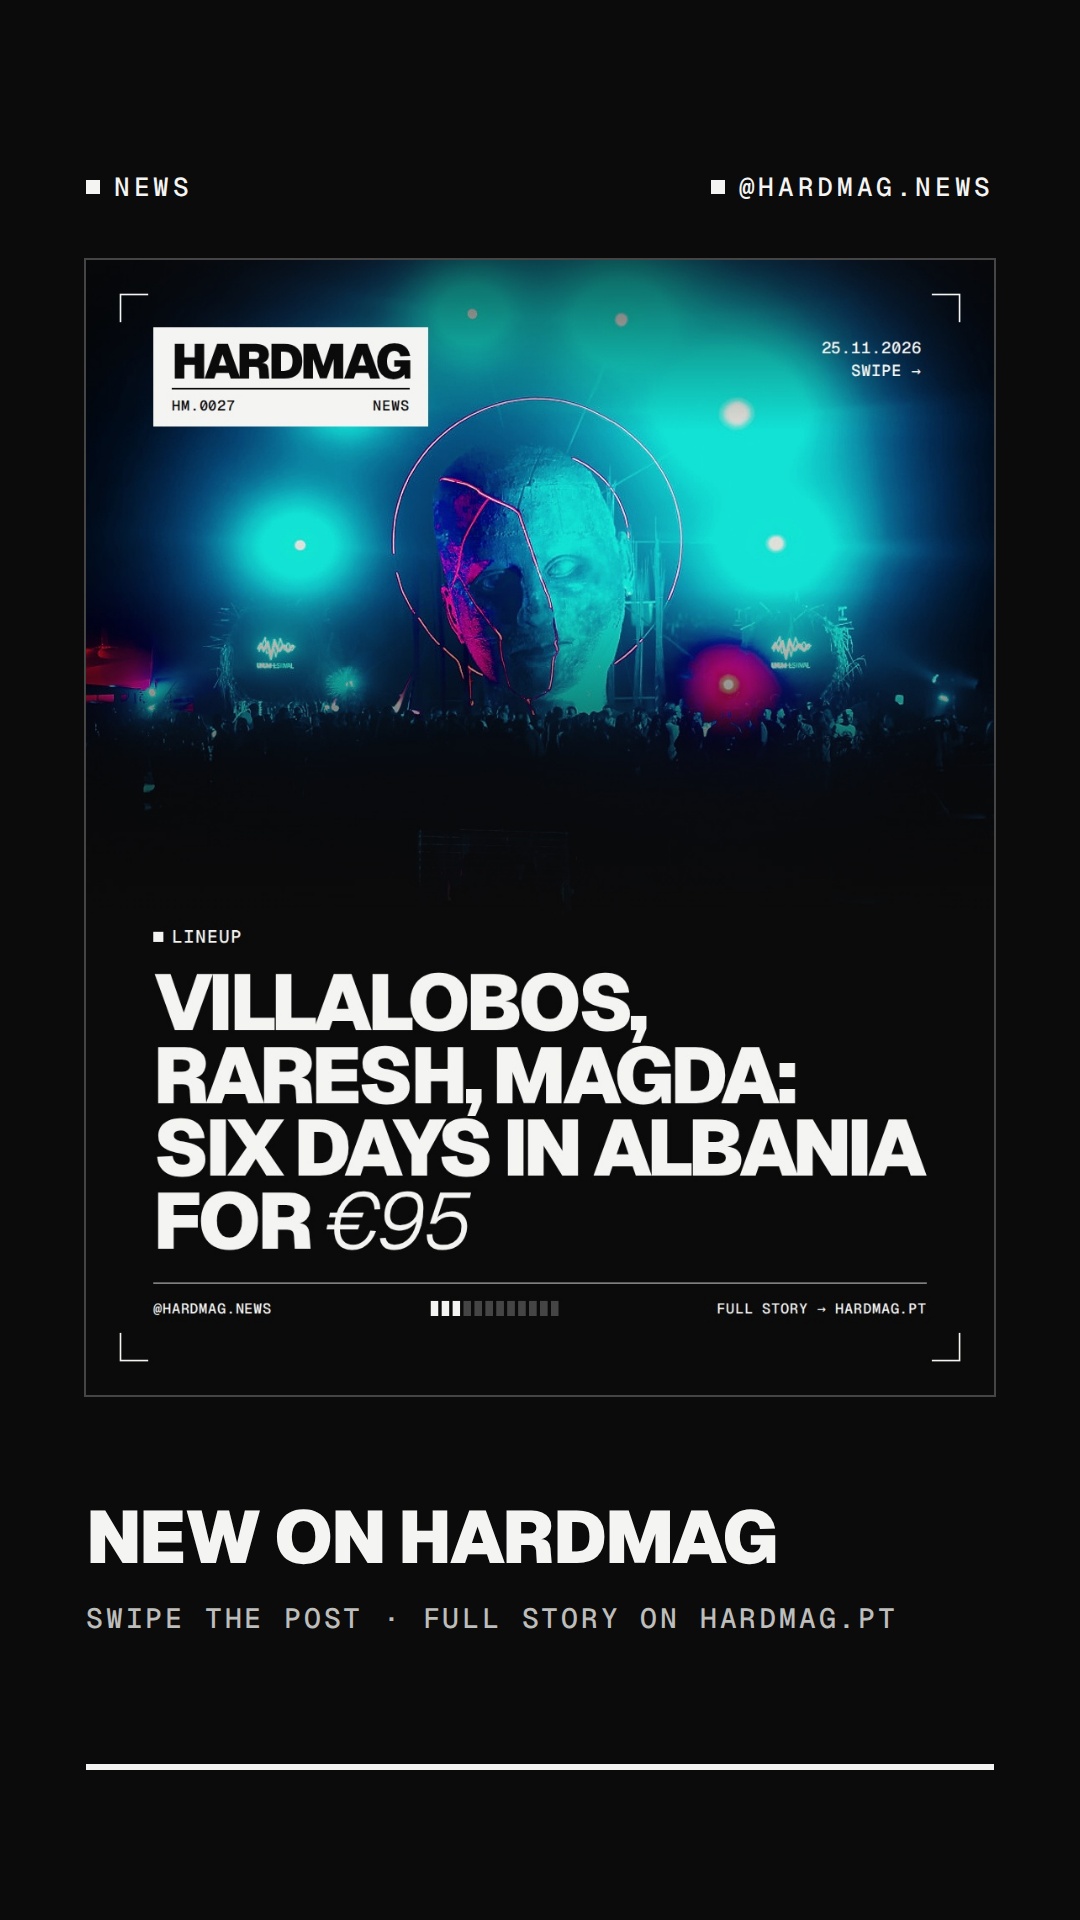 NEWS
@HARDMAG.NEWS
HARDMAG
HM.0027 NEWS
25.11.2026
SWIPE →
LINEUP
VILLALOBOS,
RARESH, MAGDA:
SIX DAYS IN ALBANIA
FOR €95
@HARDMAG.NEWS
FULL STORY → HARDMAG.PT
NEW ON HARDMAG
SWIPE THE POST · FULL STORY ON HARDMAG.PT